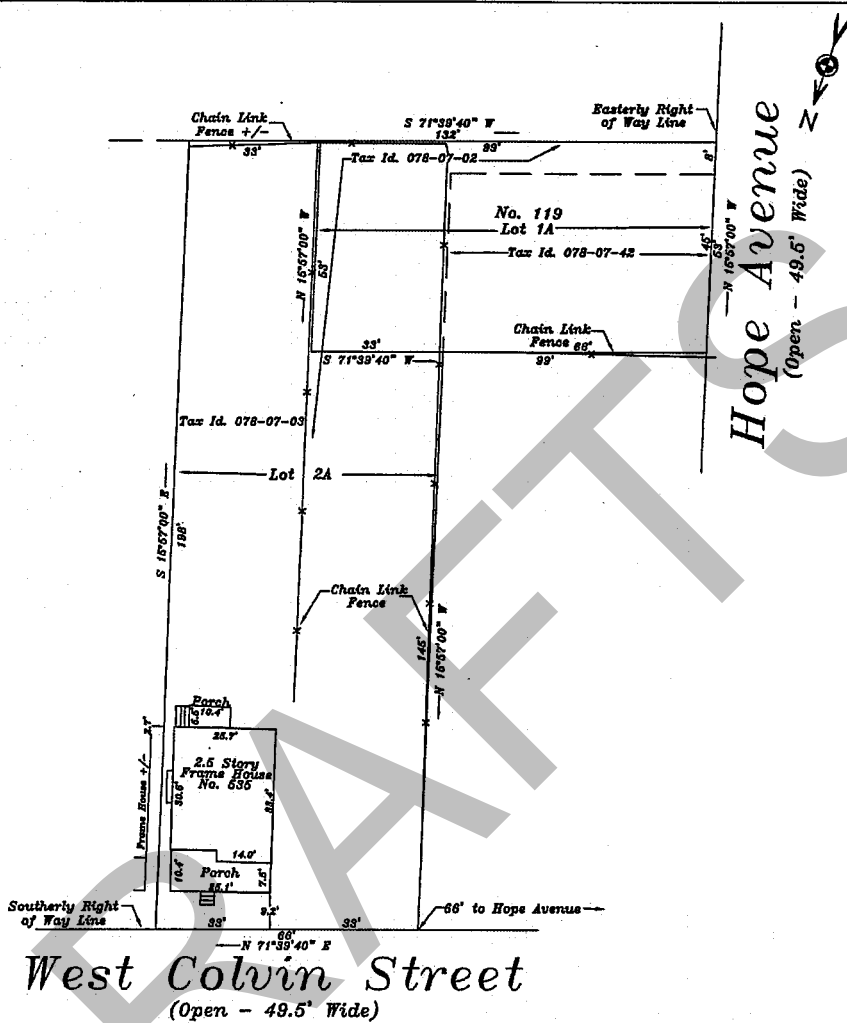 Chain Link
Fence +/-
S 71°39'40" W
132'
Easterly Right
of Way Line
Z
33'
99'
Tax Id. 078-07-02
8'
No. 119
Lot 1A
Tax Id. 078-07-42
N 15°57'00" W
53'
45'
53'
N 15°57'00" W
Hope Avenue
(Open - 49.5' Wide)
Chain Link
Fence
66'
33'
S 71°39'40" W
99'
Tax Id. 078-07-03
Lot 2A
S 15°57'00" E
198'
Chain Link
Fence
145'
N 15°57'00" W
Porch
10.4'
25.7'
2.7'
2.5 Story
Frame House
No. 535
Frame House +/-
14.0'
10.4'
Porch
7.5'
25.1'
9.2'
Southerly Right
of Way Line
66' to Hope Avenue
33'
33'
66'
N 71°39'40" E
West Colvin Street
(Open - 49.5' Wide)
RAFTS